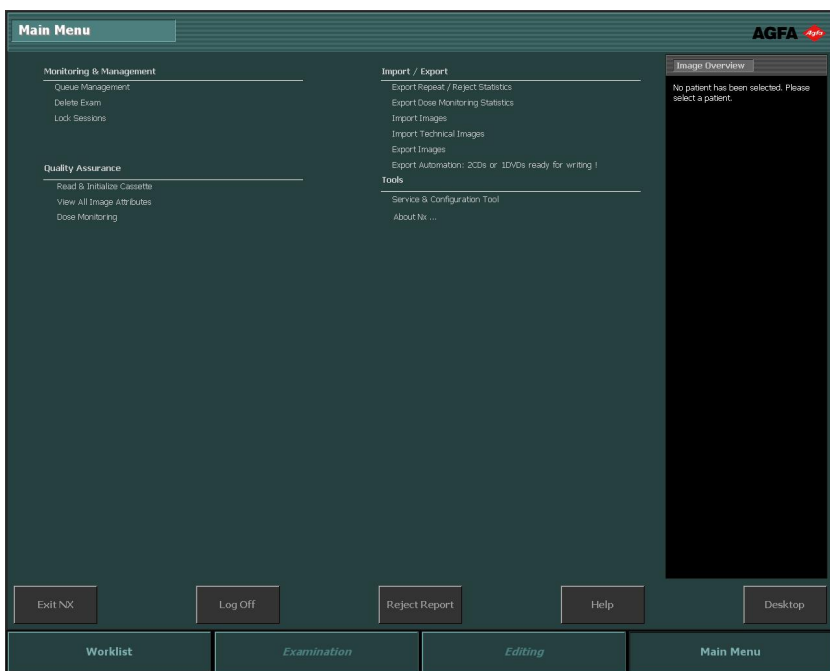 Main Menu
AGFA
Agfa
Monitoring & Management
Queue Management
Delete Exam
Lock Sessions
Quality Assurance
Read & Initialize Cassette
View All Image Attributes
Dose Monitoring
Import / Export
Export Repeat / Reject Statistics
Export Dose Monitoring Statistics
Import Images
Import Technical Images
Export Images
Export Automation: 2CDs or 1DVDs ready for writing !
Tools
Service & Configuration Tool
About Nx ...
Image Overview
No patient has been selected. Please
select a patient.
Exit NX
Log Off
Reject Report
Help
Desktop
Worklist
Examination
Editing
Main Menu